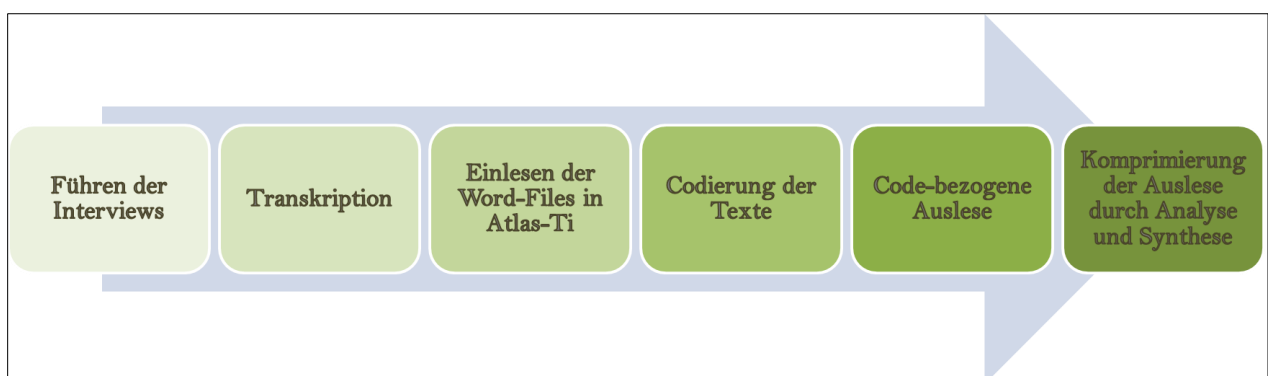 Führen der
Interviews
Transkription
Einlesen der
Word-Files in
Atlas-Ti
Codierung der
Texte
Code-bezogene
Auslese
Komprimierung
der Auslese
durch Analyse
und Synthese